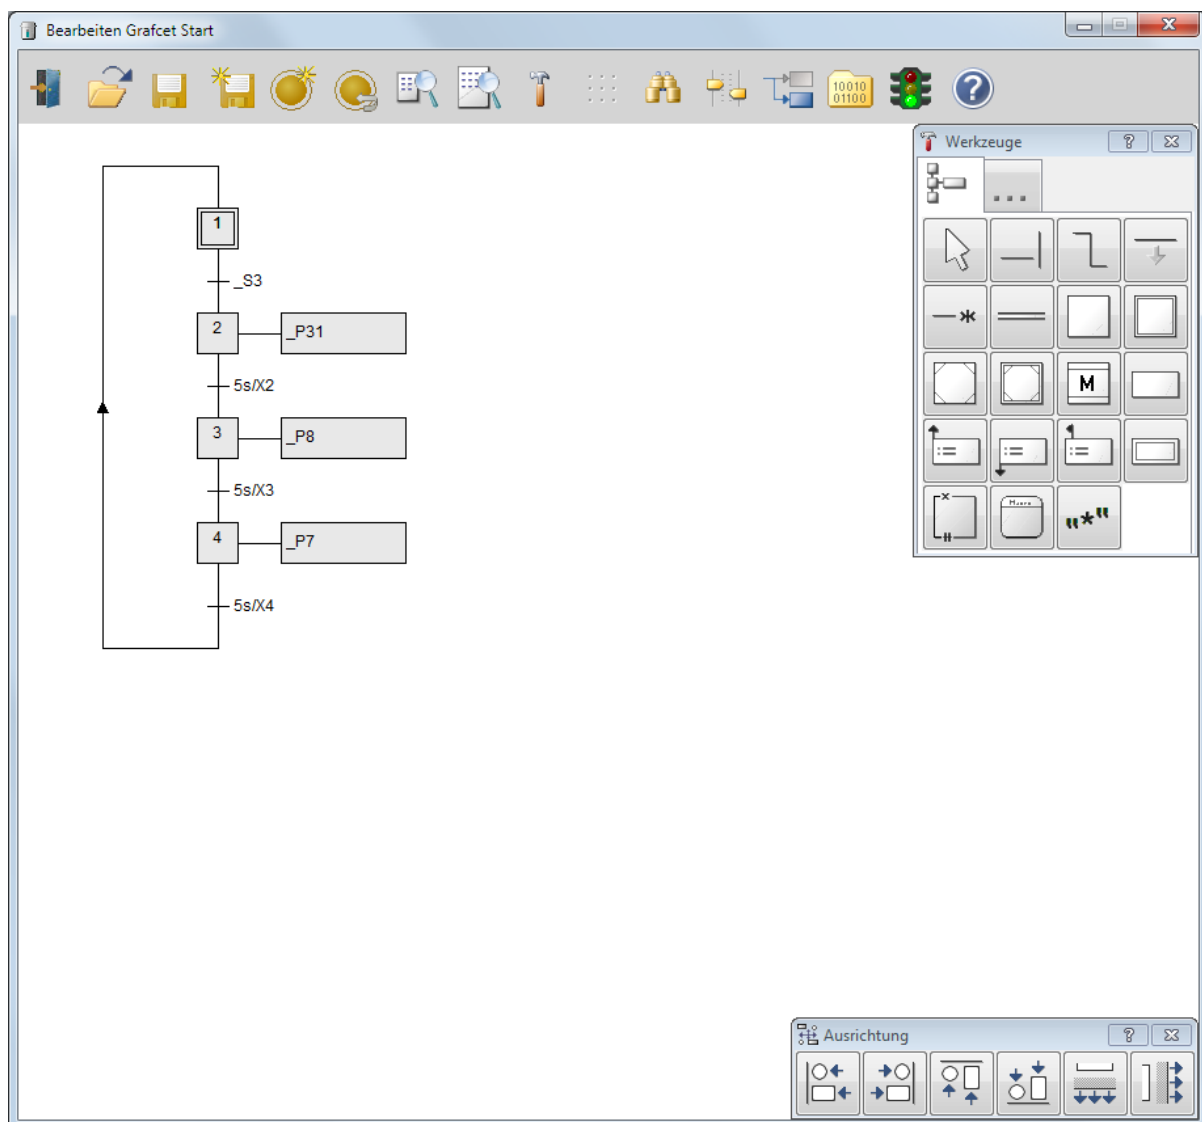 Bearbeiten Grafcet Start
10010
01100
?
Werkzeuge
?
1
_S3
2
_P31
5s/X2
3
_P8
5s/X3
4
_P7
5s/X4
M
:=
:=
:=
Macro
"*"
Ausrichtung
?